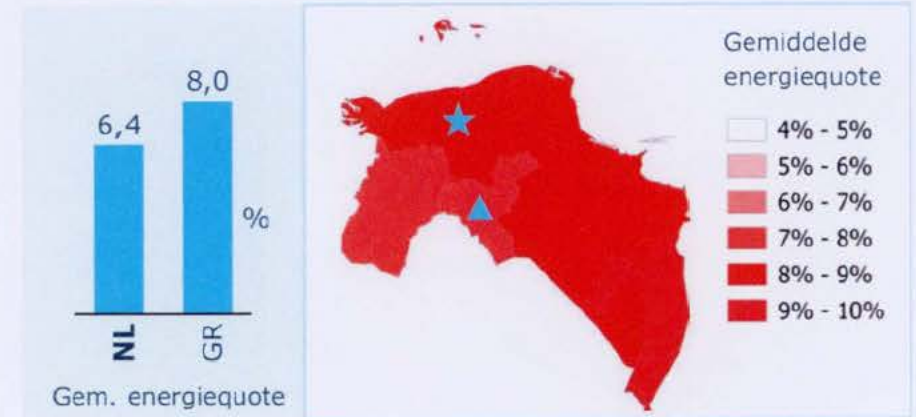 6,4
8,0
%
NL
GR
Gem. energiequote
Gemiddelde
energiequote
4% - 5%
5% - 6%
6% - 7%
7% - 8%
8% - 9%
9% - 10%